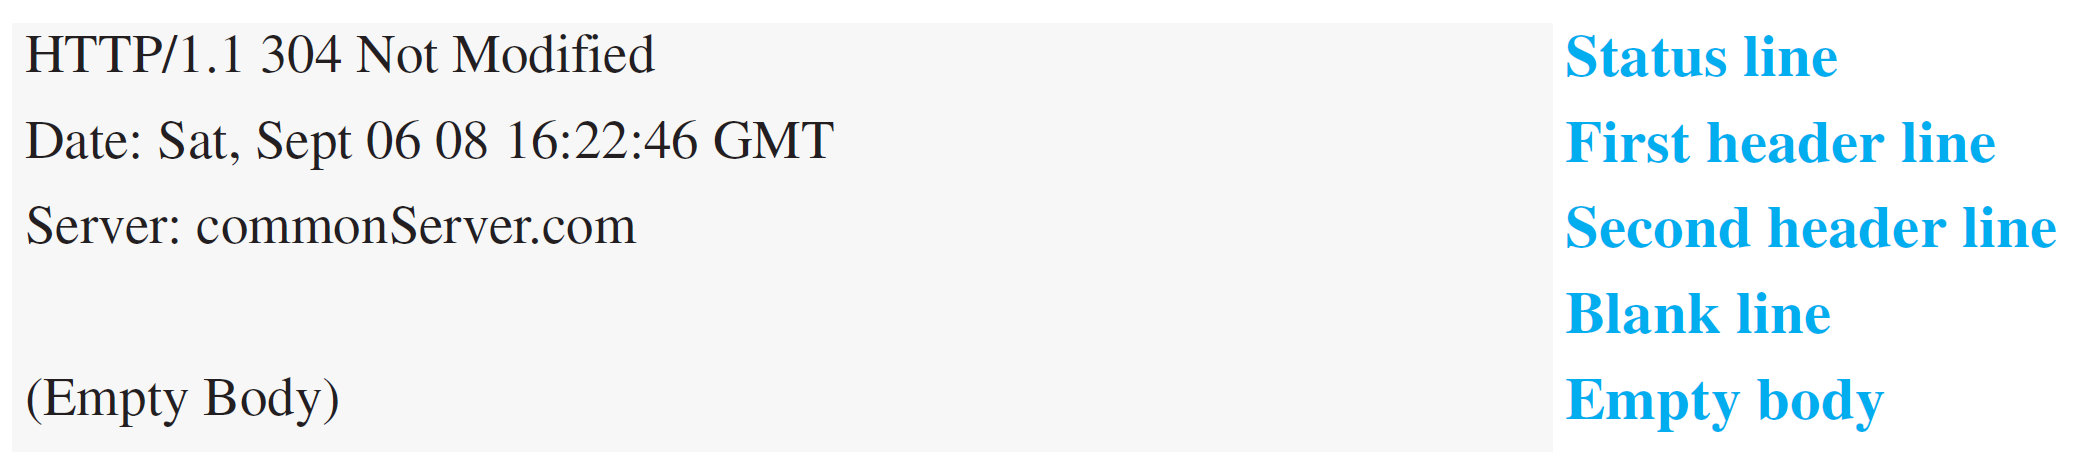 HTTP/1.1 304 Not Modified Status line
Date: Sat, Sept 06 08 16:22:46 GMT First header line
Server: commonServer.com Second header line
Blank line
(Empty Body) Empty body